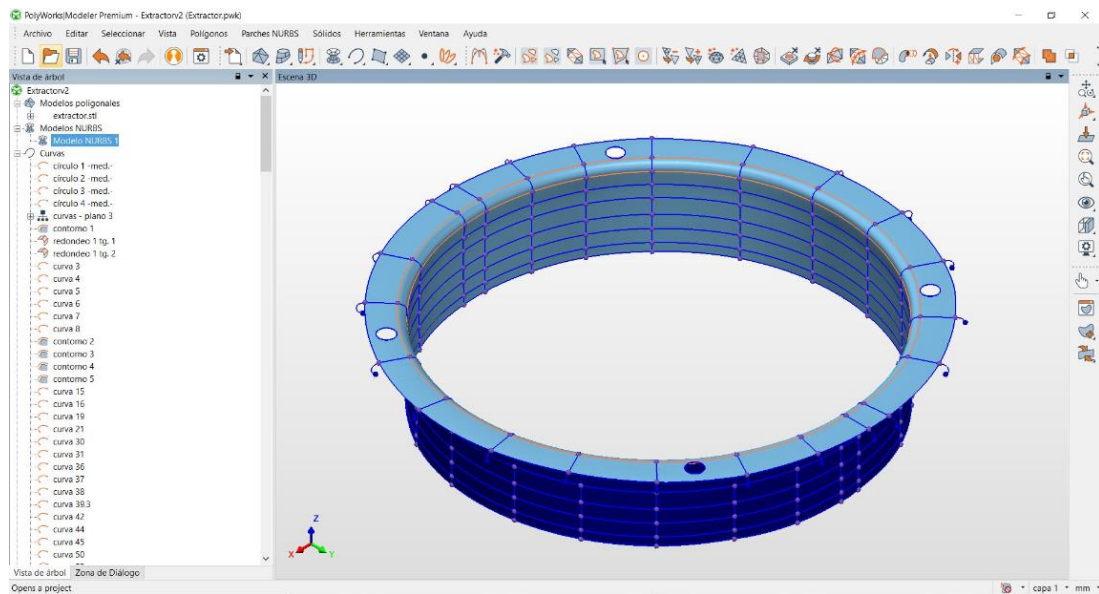 PolyWorks|Modeler Premium - Extractorv2 (Extractor.pwk)
Archivo Editar Seleccionar Vista Polígonos Parches NURBS Sólidos Herramientas Ventana Ayuda
Vista de árbol
Escena 3D
Extractorv2
Modelos poligonales
extractor.stl
Modelos NURBS
Modelo NURBS 1
Curvas
círculo 1 -med.-
círculo 2 -med.-
círculo 3 -med.-
círculo 4 -med.-
curvas - plano 3
contorno 1
redondeo 1 tg. 1
redondeo 1 tg. 2
curva 3
curva 4
curva 5
curva 6
curva 7
curva 8
contorno 2
contorno 3
contorno 4
contorno 5
curva 15
curva 16
curva 19
curva 21
curva 30
curva 31
curva 36
curva 37
curva 38
curva 39.3
curva 42
curva 44
curva 45
curva 50
Z
X
Y
Vista de árbol Zona de Diálogo
Opens a project
capa 1
mm